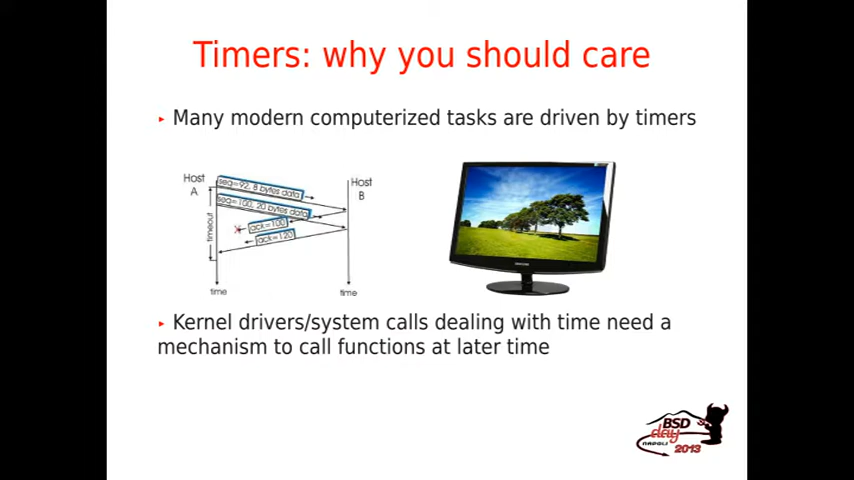 Timers: why you should care
▸ Many modern computerized tasks are driven by timers
Host
A
Host
B
seq=92, 8 bytes data
seq=100, 20 bytes data
timeout
X
ack=100
ack=120
time
time
▸ Kernel drivers/system calls dealing with time need a
mechanism to call functions at later time
BSD
day
NAPOLI
2013